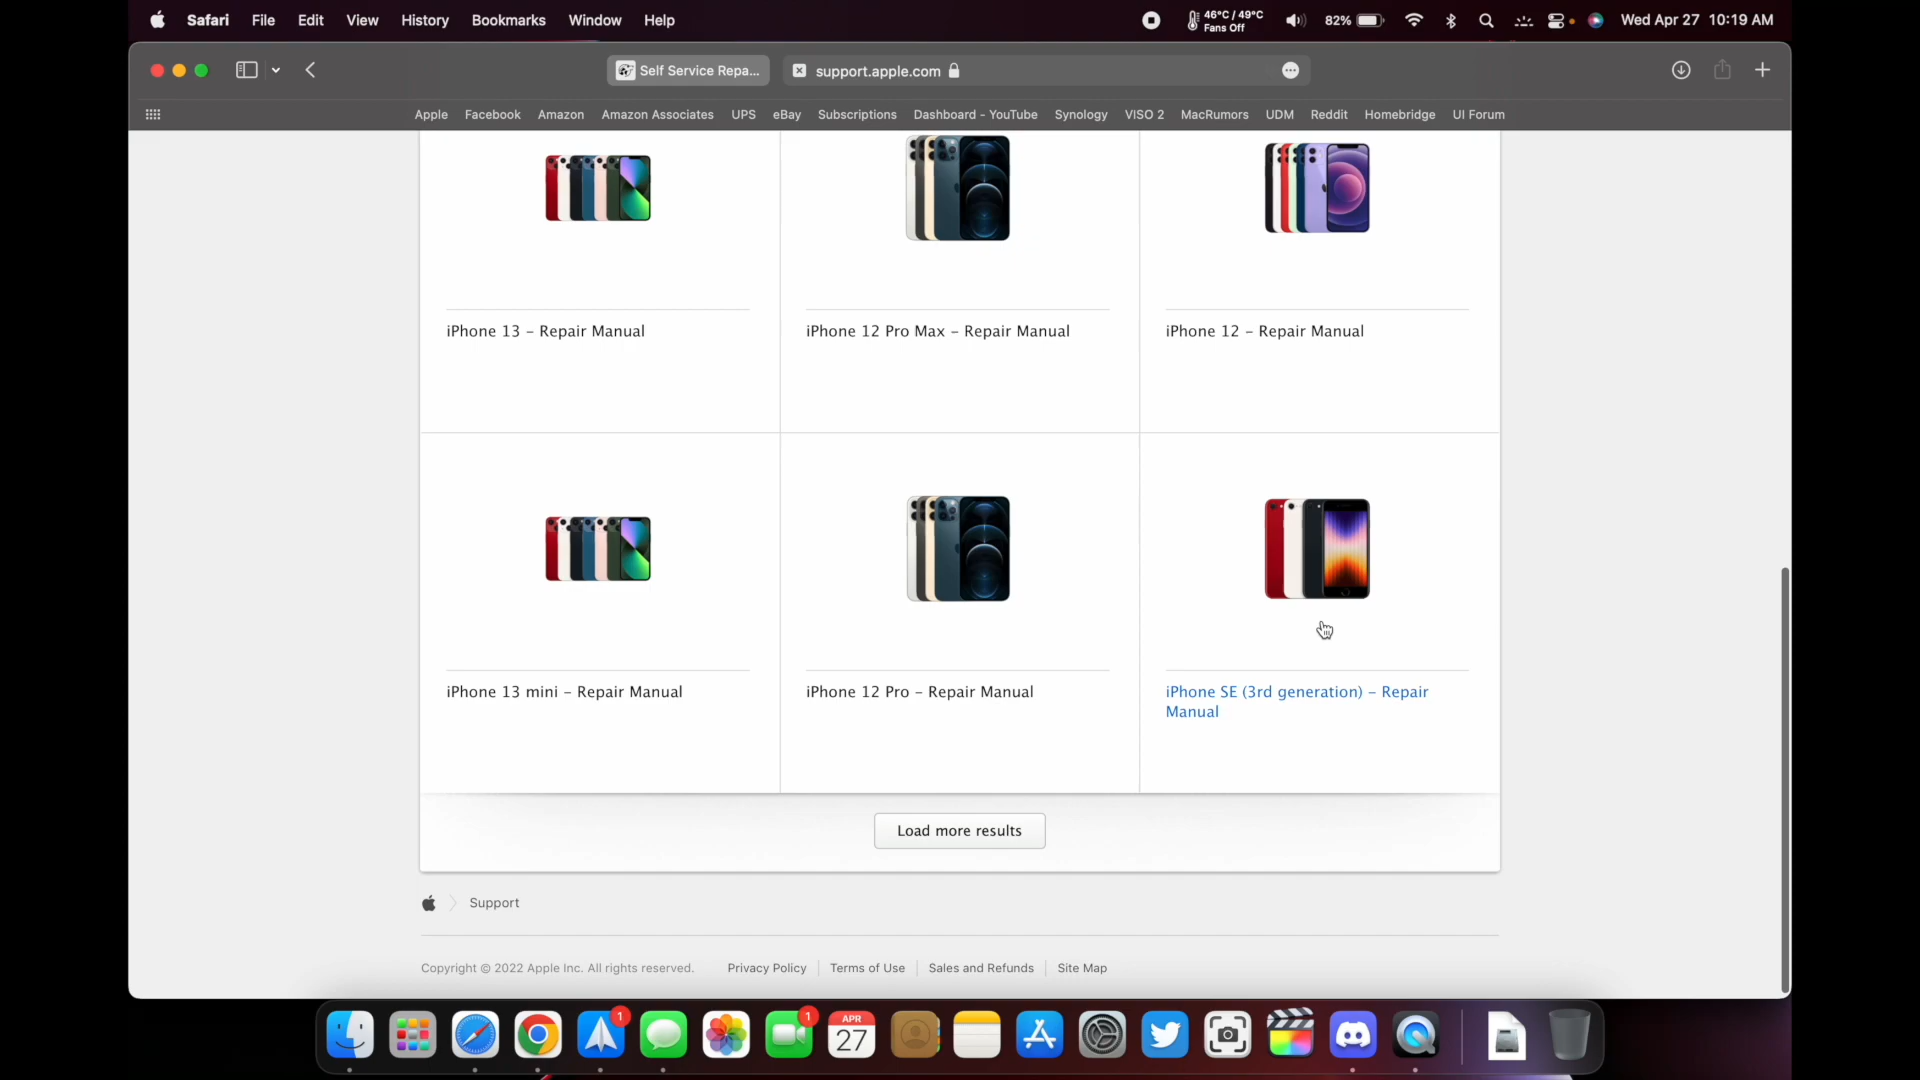 Safari File Edit View History Bookmarks Window Help
46°C / 49°C
Fans Off
82%
Wed Apr 27 10:19 AM
Self Service Repa...
support.apple.com
Apple Facebook Amazon Amazon Associates UPS eBay Subscriptions Dashboard - YouTube Synology VISO 2 MacRumors UDM Reddit Homebridge UI Forum
iPhone 13 – Repair Manual
iPhone 12 Pro Max – Repair Manual
iPhone 12 – Repair Manual
iPhone 13 mini – Repair Manual
iPhone 12 Pro – Repair Manual
iPhone SE (3rd generation) – Repair
Manual
Load more results
Support
Copyright © 2022 Apple Inc. All rights reserved. Privacy Policy Terms of Use Sales and Refunds Site Map
1
1
APR
27